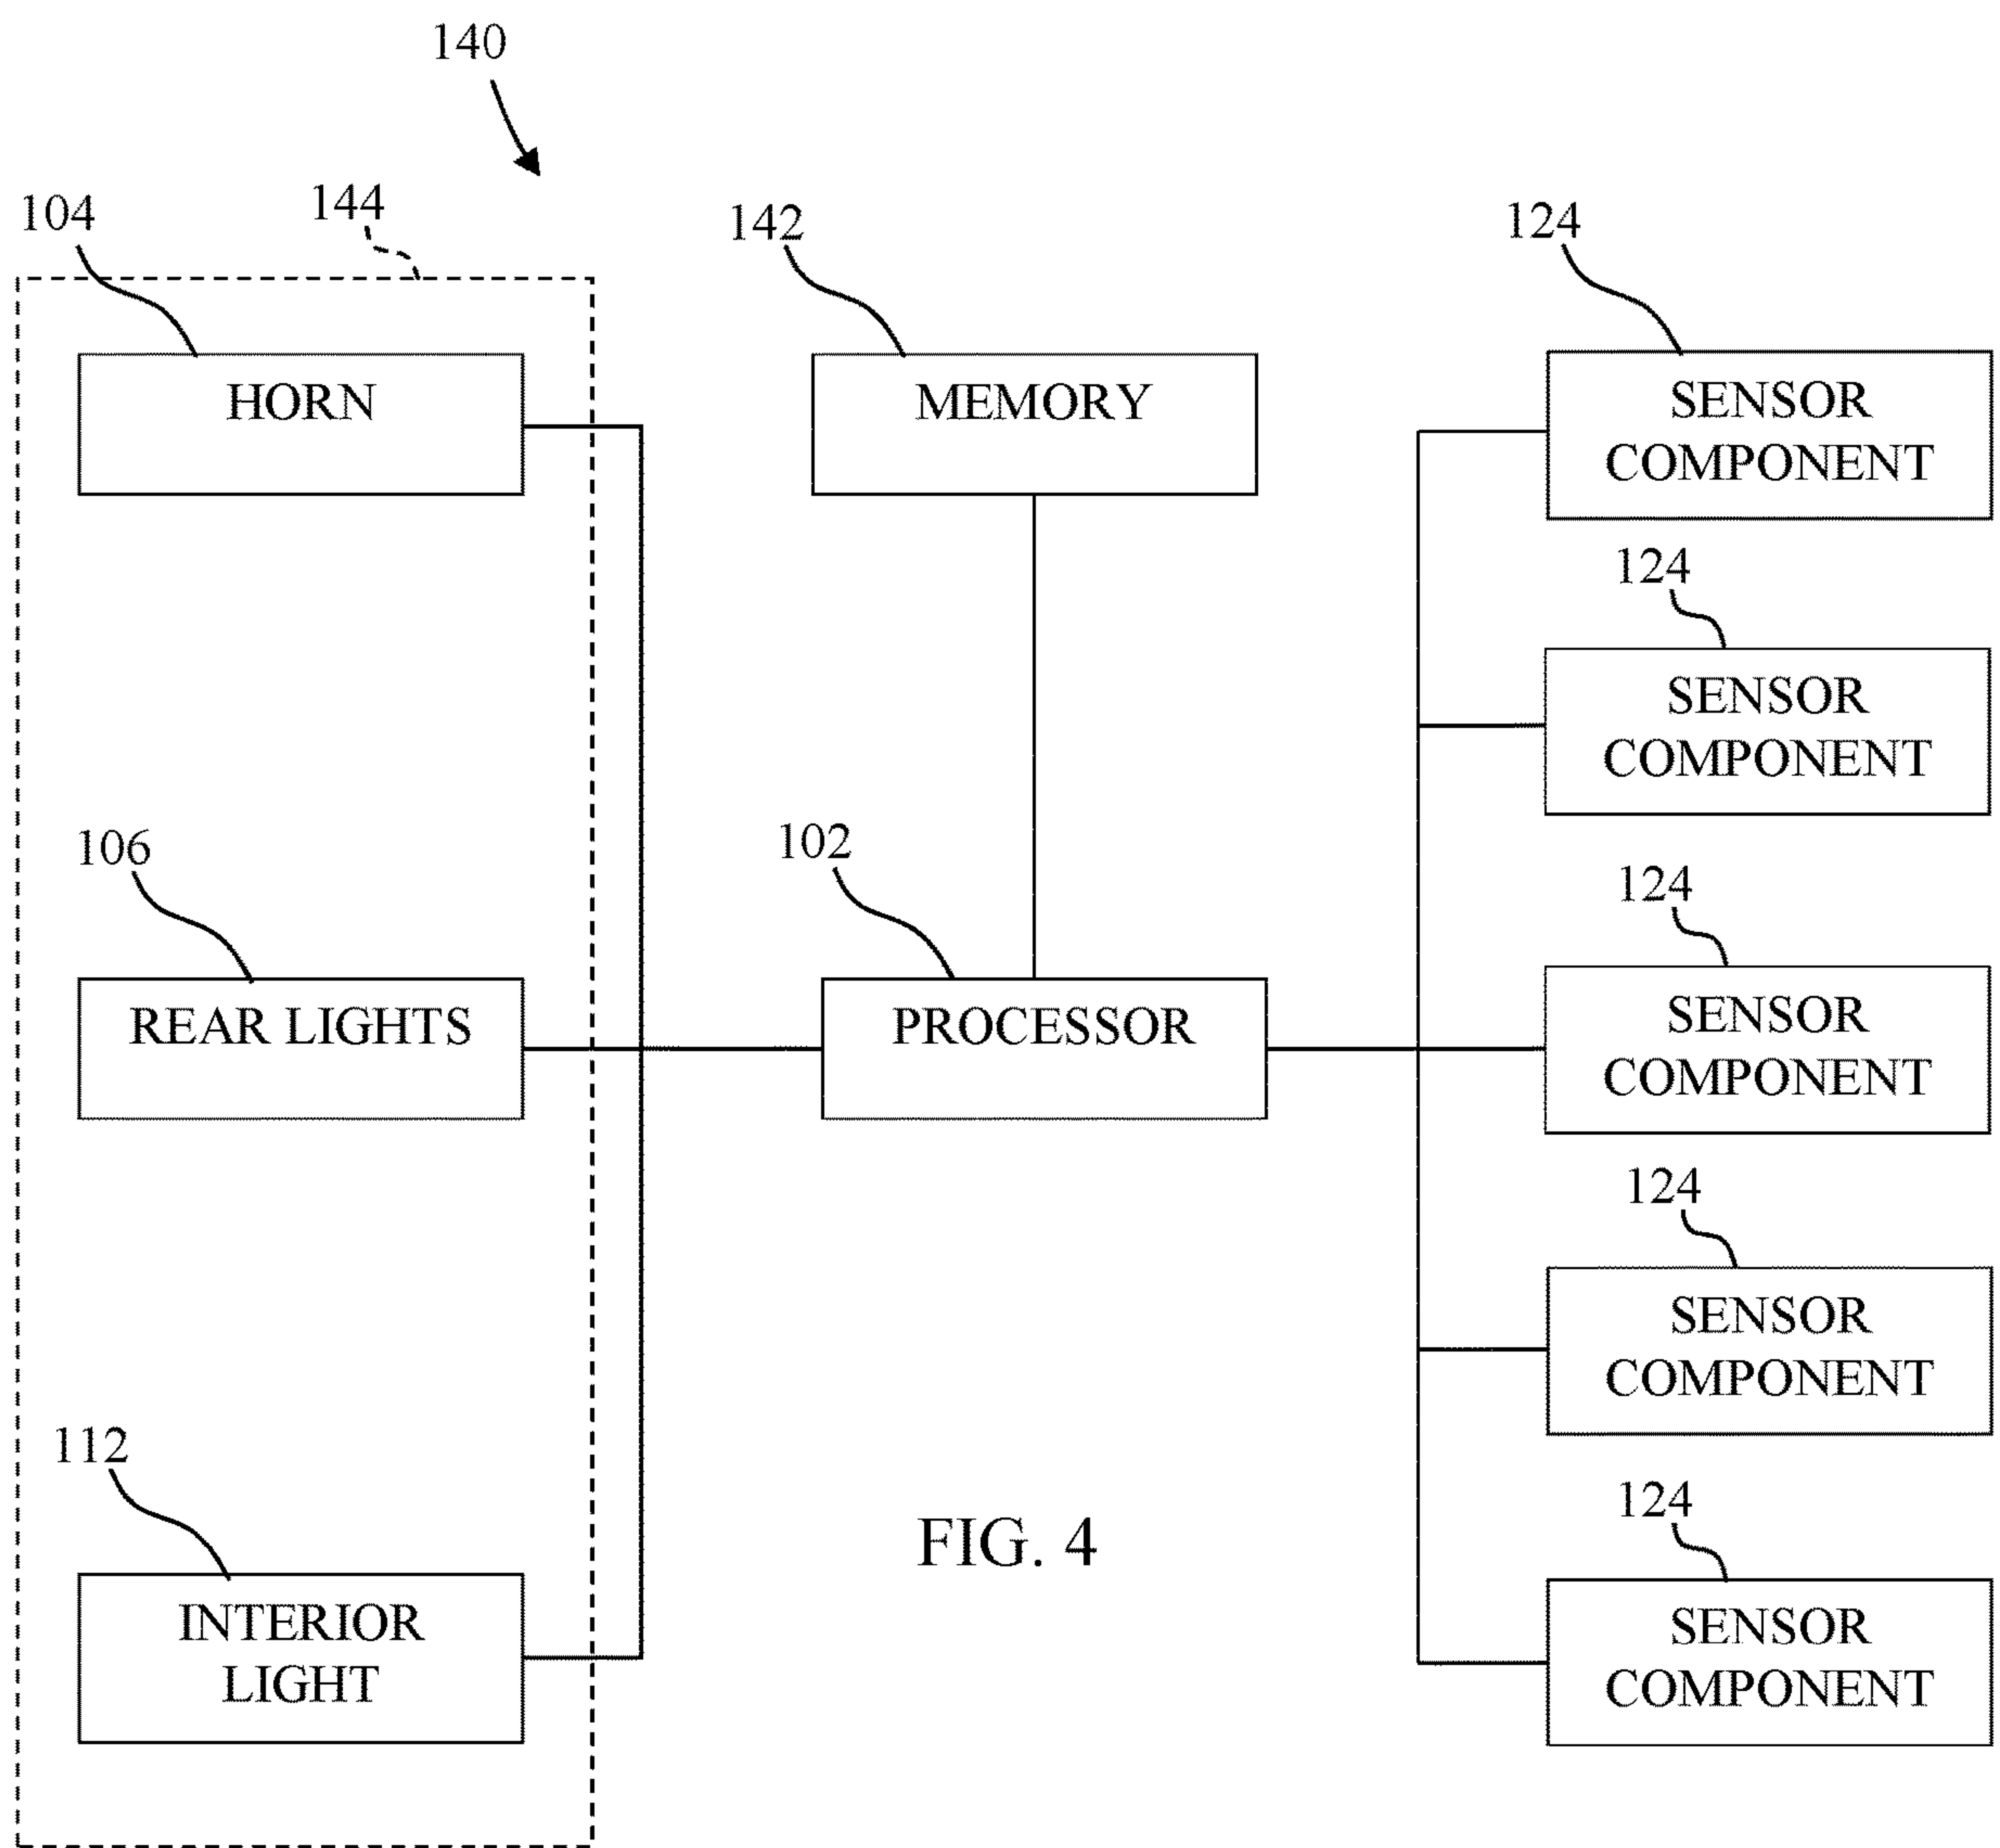 140
104
144
142
124
HORN
MEMORY
SENSOR
COMPONENT
124
SENSOR
COMPONENT
106
102
124
REAR LIGHTS
PROCESSOR
SENSOR
COMPONENT
124
SENSOR
COMPONENT
112
124
FIG. 4
INTERIOR
LIGHT
SENSOR
COMPONENT